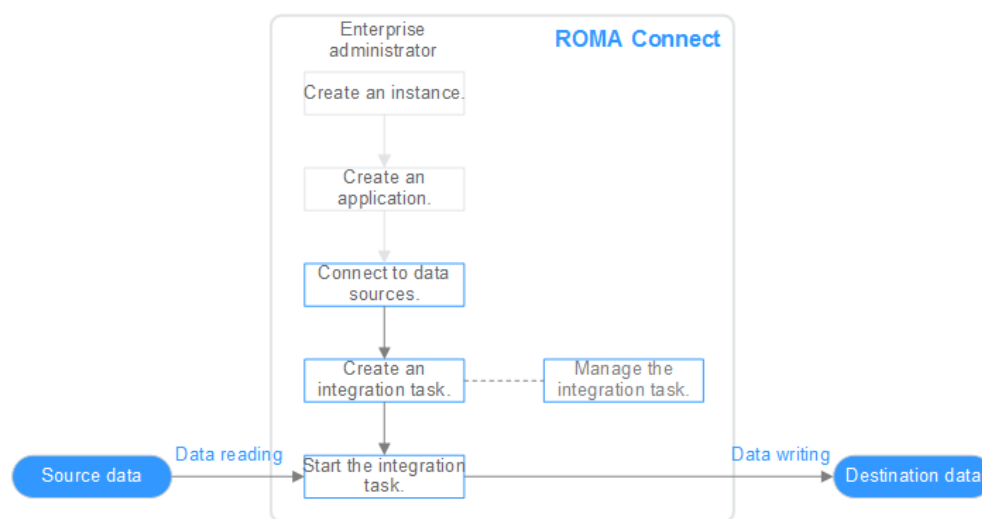 Enterprise
administrator
ROMA Connect
Create an instance.
Create an
application.
Connect to data
sources.
Create an
integration task.
Manage the
integration task.
Data reading
Data writing
Source data
Start the integration
task.
Destination data